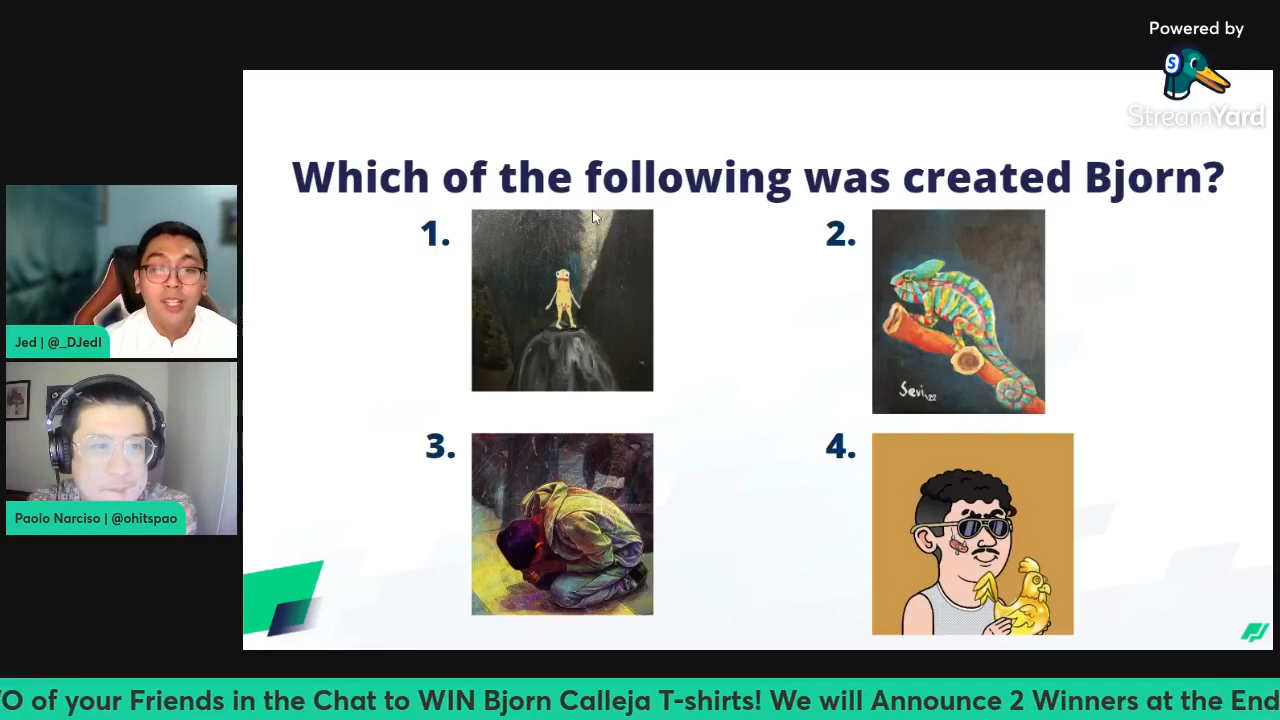 Powered by
StreamYard
Which of the following was created Bjorn?
1.
2.
Sevi, 22
3.
4.
Jed | @_DJedI
Paolo Narciso | @ohitspao
O of your Friends in the Chat to WIN Bjorn Calleja T-shirts! We will Announce 2 Winners at the End